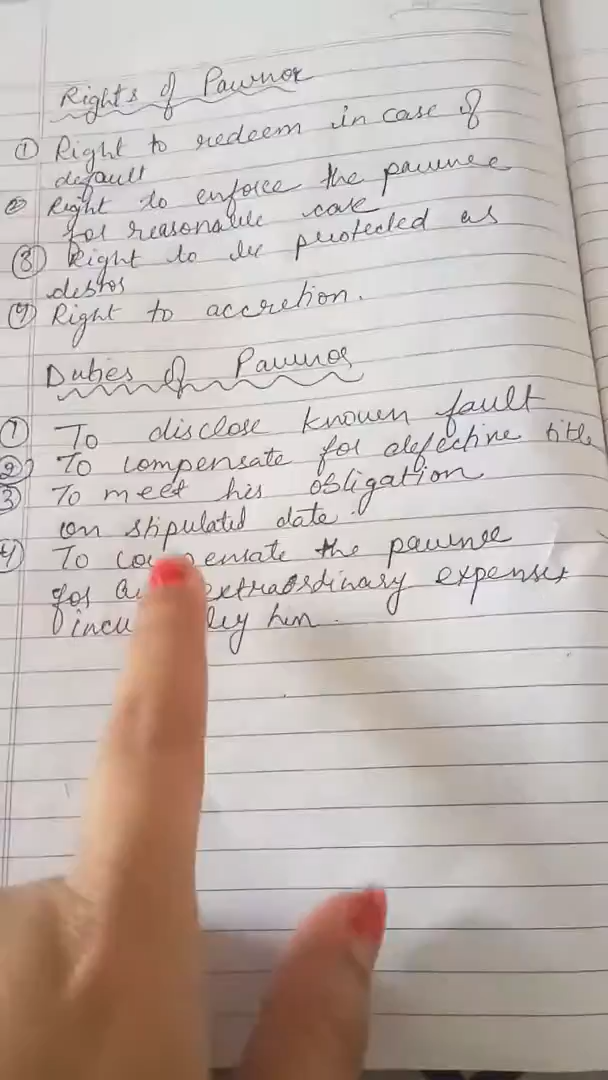 Rights of Pawnor
① Right to redeem in case of
default
② Right to enforce the pawnee
for reasonable care
③ Right to be protected as
debtor
④ Right to accretion.
Duties of Pawnor
① To disclose known fault
② To compensate for defective title
③ To meet his obligation
on stipulated date.
④ To the pawnee
for extraordinary expenses
by him.